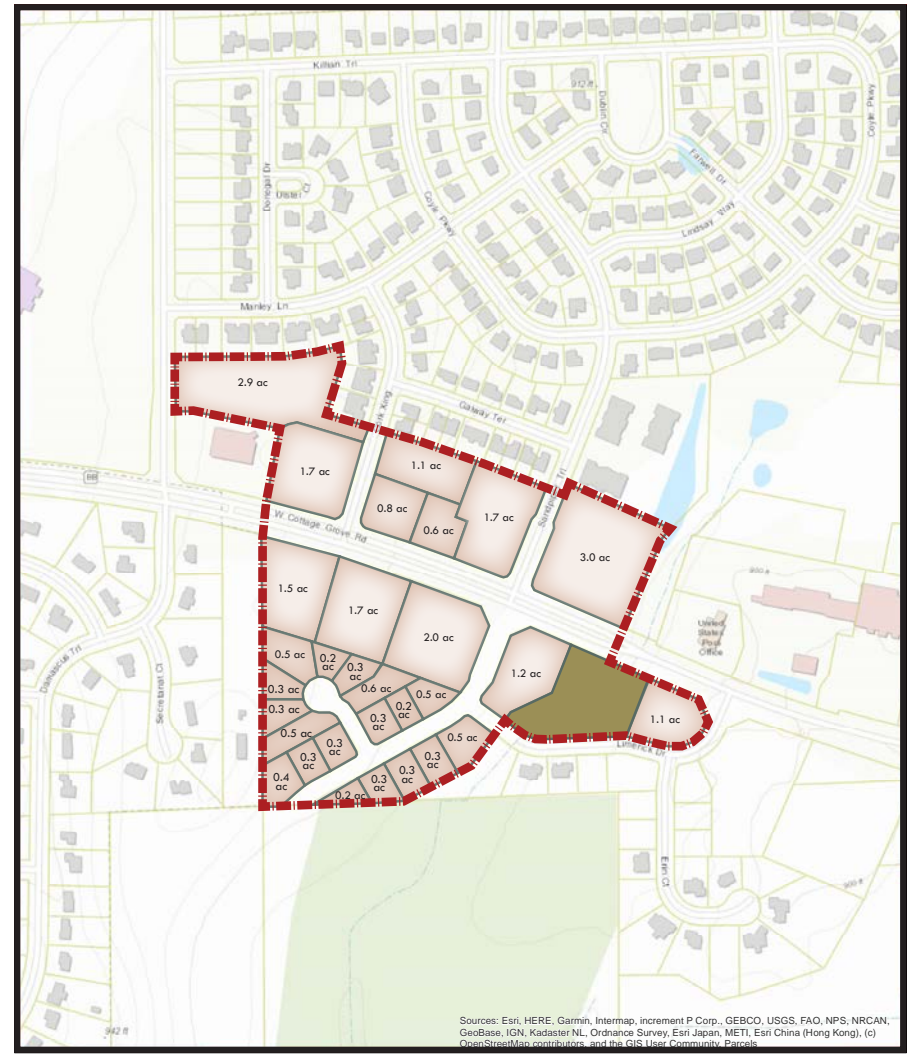 Killian Trl
912 ft
Dublin Ct
Coyle Pkwy
Farwell Dr
Donegal Dr
Ulster Ct
Coyle Pkwy
Lindsay Way
Manley Ln
2.9 ac
Galway Ter
1.7 ac
1.1 ac
0.8 ac
0.6 ac
1.7 ac
3.0 ac
BB
W. Cottage Grove Rd
900 ft
1.5 ac
1.7 ac
2.0 ac
United
States
Post
Office
Damascus Trl
Secretariat Ct
0.5 ac
0.2
ac
0.3
ac
0.6 ac
0.5 ac
1.2 ac
0.3 ac
0.3 ac
0.3
ac
0.2
ac
1.1 ac
0.5 ac
0.3
ac
0.3
ac
0.4
ac
0.5 ac
0.3
ac
0.3
ac
0.3
ac
0.2 ac
Limerick Dr
Erin Ct
900 ft
942 ft
Sources: Esri, HERE, Garmin, Intermap, increment P Corp., GEBCO, USGS, FAO, NPS, NRCAN,
GeoBase, IGN, Kadaster NL, Ordnance Survey, Esri Japan, METI, Esri China (Hong Kong), (c)
OpenStreetMap contributors, and the GIS User Community, Parcels